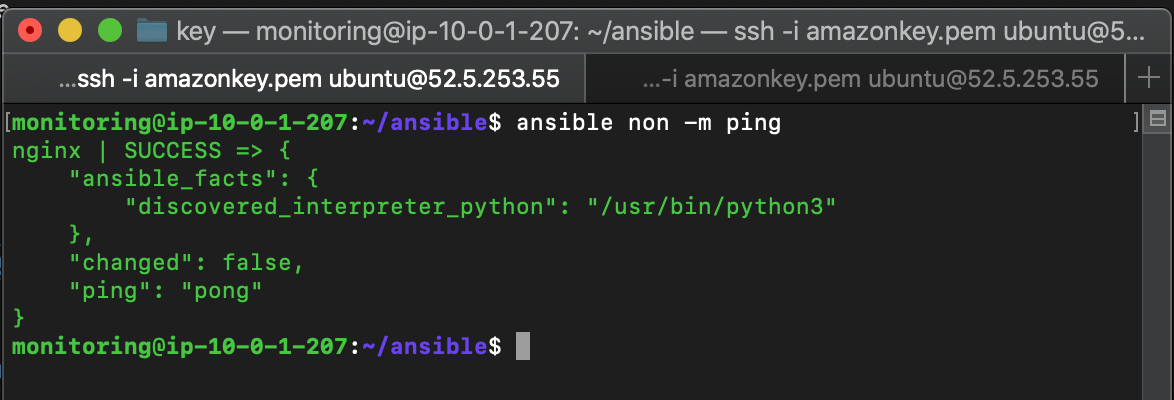 key — monitoring@ip-10-0-1-207: ~/ansible — ssh -i amazonkey.pem ubuntu@5...
...ssh -i amazonkey.pem ubuntu@52.5.253.55
...-i amazonkey.pem ubuntu@52.5.253.55
[monitoring@ip-10-0-1-207:~/ansible$ ansible non -m ping ]
nginx | SUCCESS => {
    "ansible_facts": {
        "discovered_interpreter_python": "/usr/bin/python3"
    },
    "changed": false,
    "ping": "pong"
}
monitoring@ip-10-0-1-207:~/ansible$